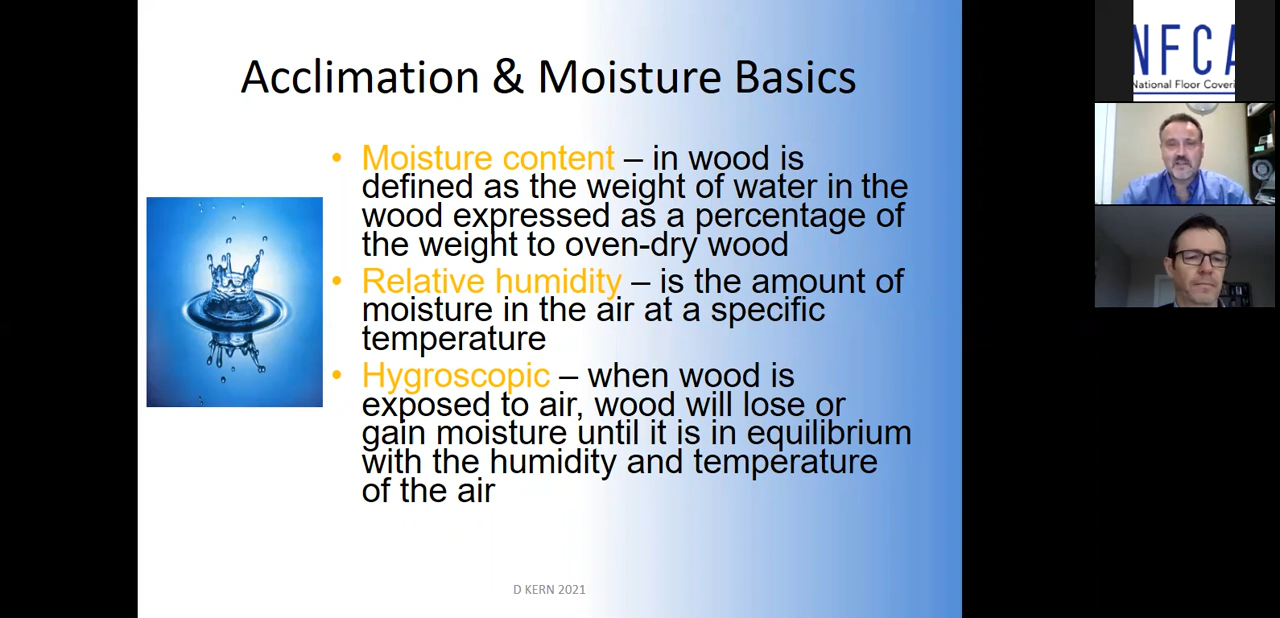 Acclimation & Moisture Basics
• Moisture content – in wood is
defined as the weight of water in the
wood expressed as a percentage of
the weight to oven-dry wood
• Relative humidity – is the amount of
moisture in the air at a specific
temperature
• Hygroscopic – when wood is
exposed to air, wood will lose or
gain moisture until it is in equilibrium
with the humidity and temperature
of the air
D KERN 2021
NFCA
National Floor Coveri